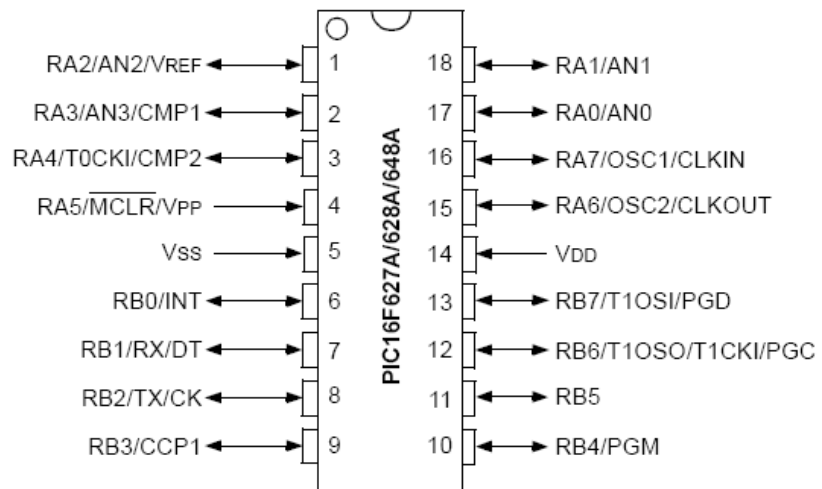 RA2/AN2/VREF 1 18 RA1/AN1
RA3/AN3/CMP1 2 17 RA0/AN0
RA4/T0CKI/CMP2 3 16 RA7/OSC1/CLKIN
RA5/MCLR/VPP 4 15 RA6/OSC2/CLKOUT
VSS 5 14 VDD
RB0/INT 6 13 RB7/T1OSI/PGD
RB1/RX/DT 7 12 RB6/T1OSO/T1CKI/PGC
RB2/TX/CK 8 11 RB5
RB3/CCP1 9 10 RB4/PGM
PIC16F627A/628A/648A